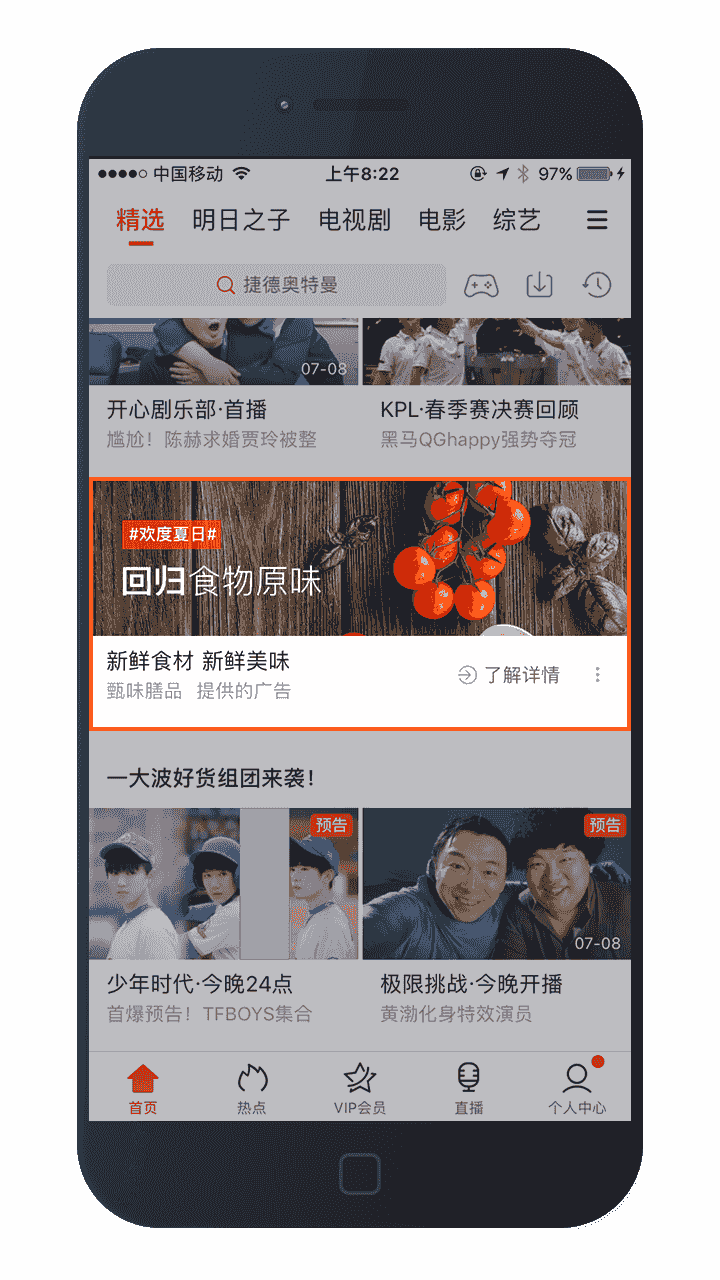 中国移动 上午8:22 97%
精选 明日之子 电视剧 电影 综艺
捷德奥特曼
07-08
开心剧乐部·首播 KPL·春季赛决赛回顾
尴尬！陈赫求婚贾玲被整 黑马QGhappy强势夺冠
#欢度夏日#
回归食物原味
新鲜食材 新鲜美味
了解详情
甄味膳品 提供的广告
一大波好货组团来袭！
预告 预告
07-08
少年时代·今晚24点 极限挑战·今晚开播
首爆预告！TFBOYS集合 黄渤化身特效演员
首页 热点 VIP会员 直播 个人中心